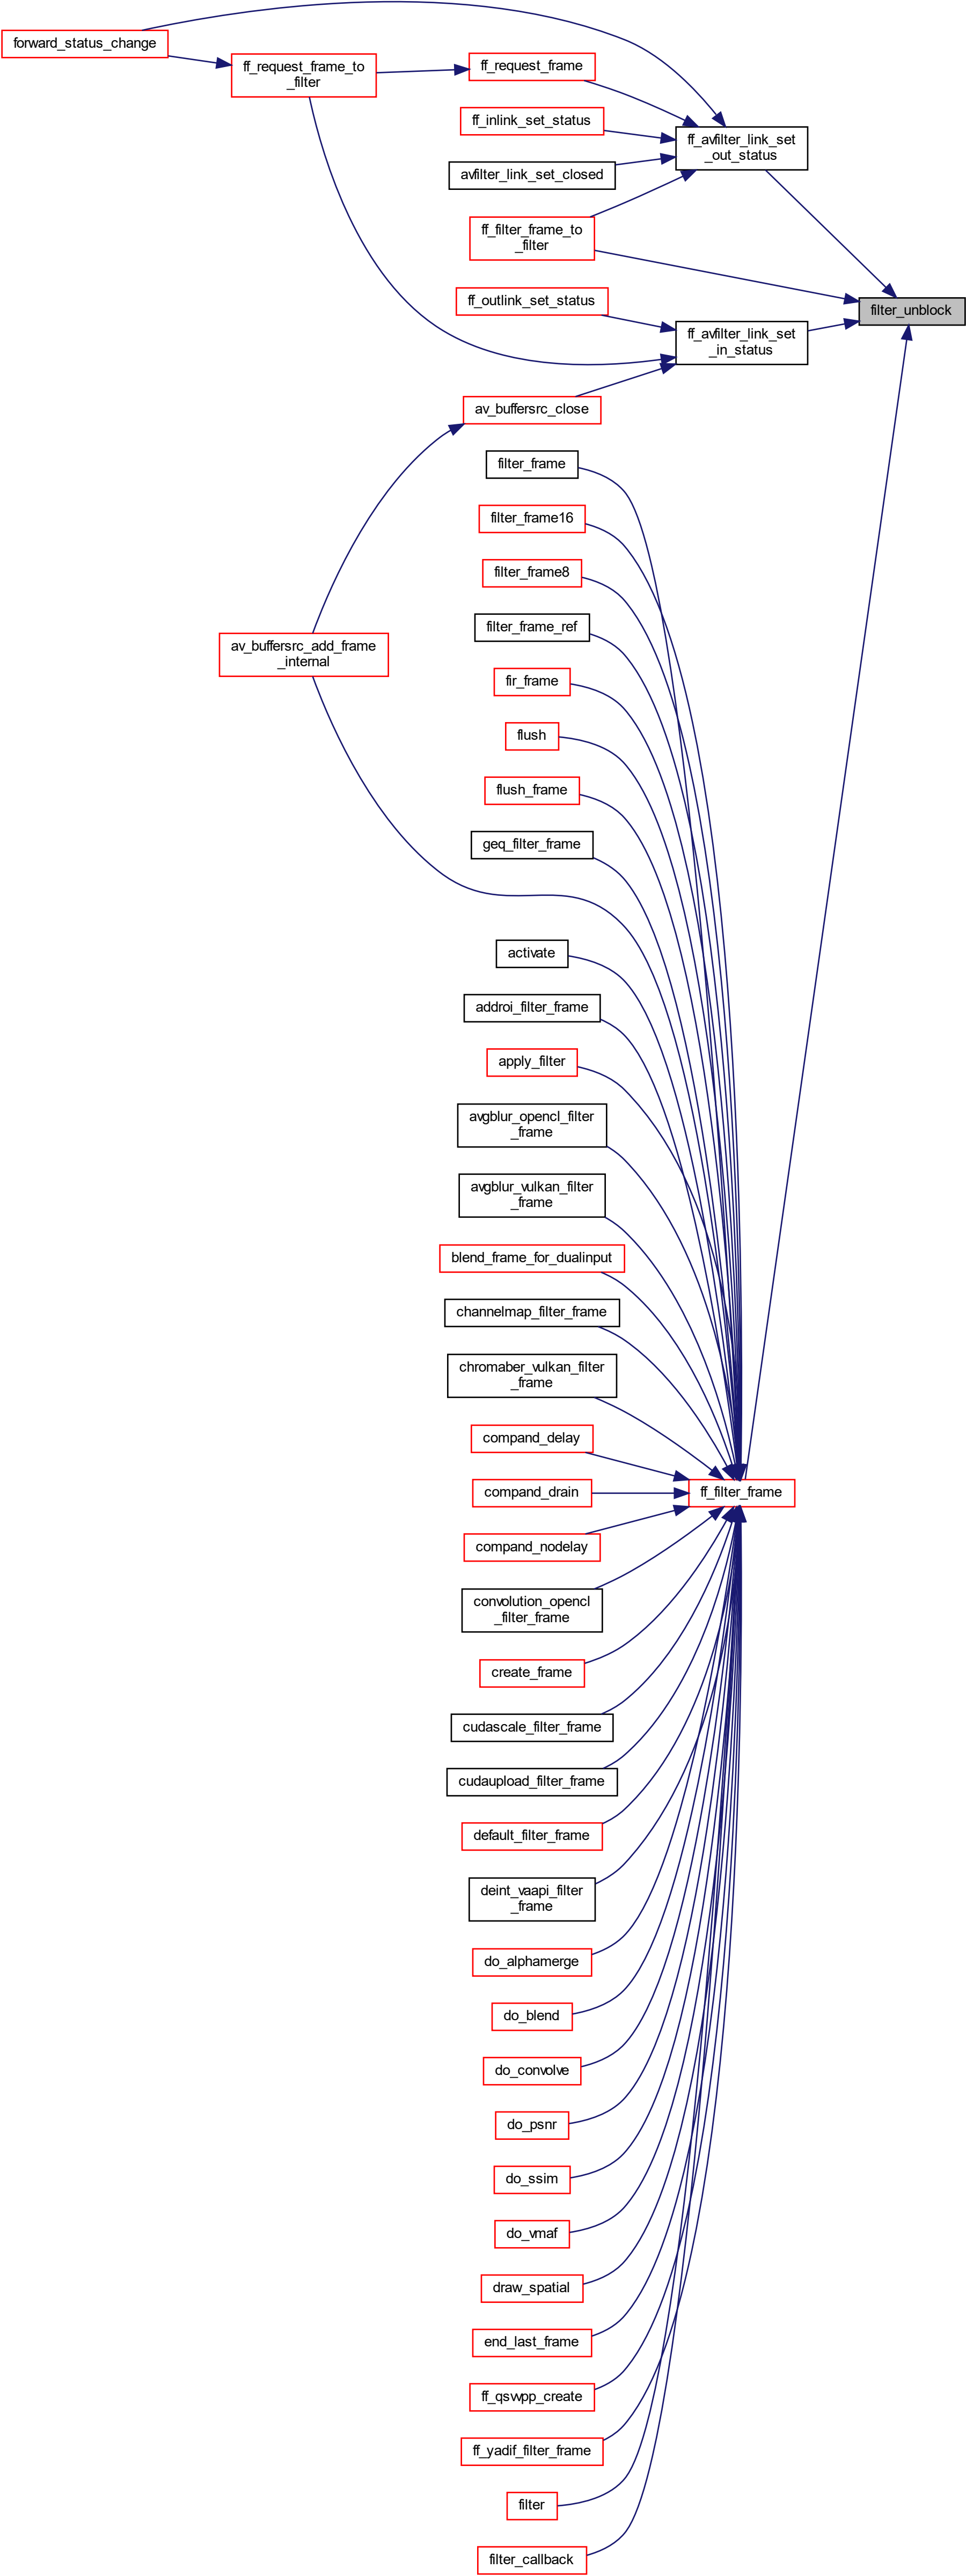 forward_status_change
ff_request_frame_to
_filter
ff_request_frame
ff_inlink_set_status
avfilter_link_set_closed
ff_filter_frame_to
_filter
ff_avfilter_link_set
_out_status
filter_unblock
ff_outlink_set_status
ff_avfilter_link_set
_in_status
av_buffersrc_close
filter_frame
filter_frame16
filter_frame8
filter_frame_ref
av_buffersrc_add_frame
_internal
fir_frame
flush
flush_frame
geq_filter_frame
activate
addroi_filter_frame
apply_filter
avgblur_opencl_filter
_frame
avgblur_vulkan_filter
_frame
blend_frame_for_dualinput
channelmap_filter_frame
chromaber_vulkan_filter
_frame
compand_delay
compand_drain
ff_filter_frame
compand_nodelay
convolution_opencl
_filter_frame
create_frame
cudascale_filter_frame
cudaupload_filter_frame
default_filter_frame
deint_vaapi_filter
_frame
do_alphamerge
do_blend
do_convolve
do_psnr
do_ssim
do_vmaf
draw_spatial
end_last_frame
ff_qsvvpp_create
ff_yadif_filter_frame
filter
filter_callback